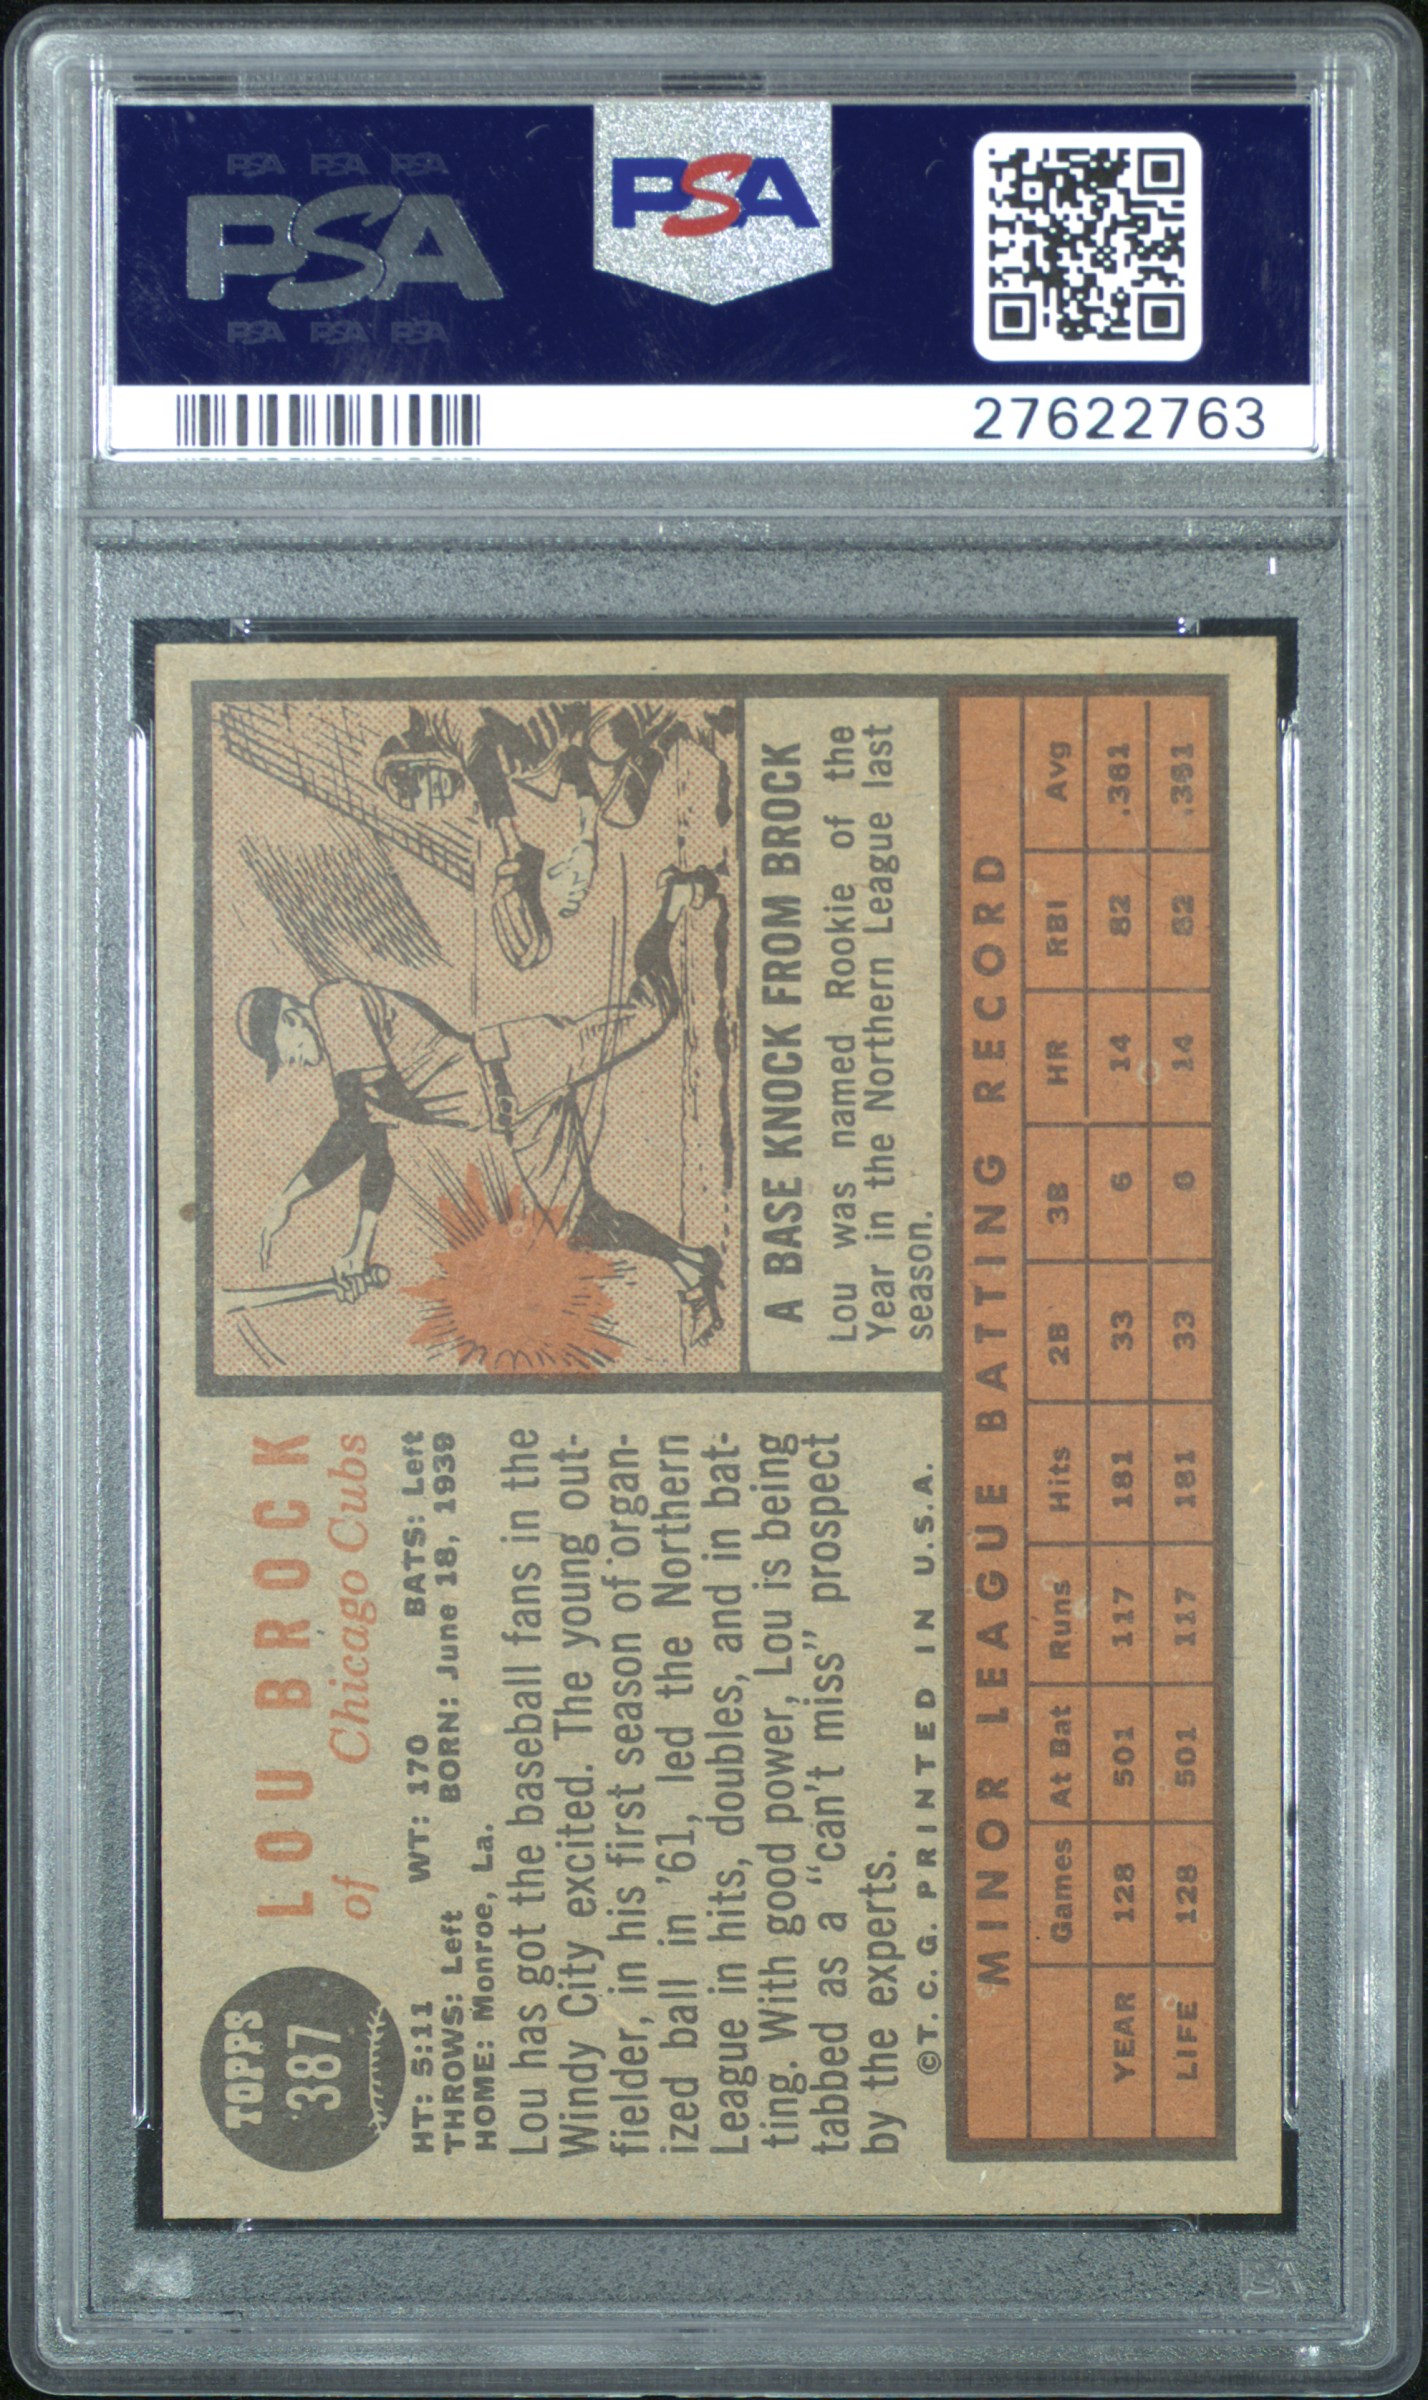 PSA PSA PSA
PSA
PSA PSA PSA
PSA
27622763
TOPPS
387
LOU BROCK
of Chicago Cubs
HT: 5:11 WT: 170 BATS: Left
THROWS: Left BORN: June 18, 1939
HOME: Monroe, La.
Lou has got the baseball fans in the
Windy City excited. The young out-
fielder, in his first season of organ-
ized ball in '61, led the Northern
League in hits, doubles, and in bat-
ting. With good power, Lou is being
tabbed as a "can't miss" prospect
by the experts.
©T. C. G. PRINTED IN U.S.A.
A BASE KNOCK FROM BROCK
Lou was named Rookie of the
Year in the Northern League last
season.
MINOR LEAGUE BATTING RECORD
Games At Bat Runs Hits 2B 3B HR RBI Avg
YEAR 128 501 117 181 33 6 14 82 .361
LIFE 128 501 117 181 33 6 14 82 .361